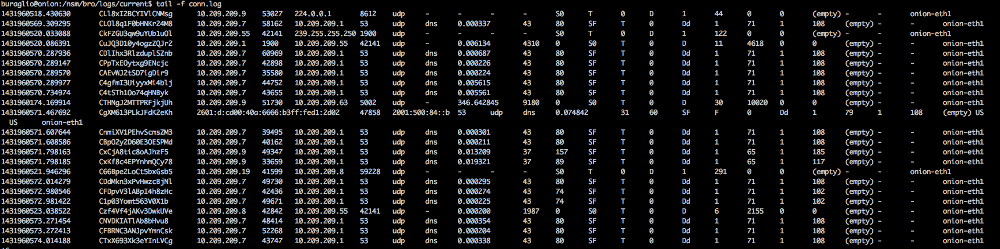 buraglio@onion:/nsm/bro/logs/current$ tail -f conn.log
1431960518.430630 CLl8xI2BCYIVlCNMsg 10.209.209.9 53027 224.0.0.1 8612 udp - - - - S0 T 0 D 1 44 0 0 (empty) - - onion-eth1
1431960569.309295 CLOl8q1F0bHNKr24M8 10.209.209.7 58162 10.209.209.1 53 udp dns 0.000337 43 80 SF T 0 Dd 1 71 1 108 (empty) - - onion-eth1
1431960520.033088 CkFZGU3qw9uYUb1uOl 10.209.209.55 42141 239.255.255.250 1900 udp - - - - S0 T 0 D 1 122 0 0 (empty) - - onion-eth1
1431960520.086391 CuJQ3D10y4ogzZQJr2 10.209.209.1 1900 10.209.209.55 42141 udp - 0.006134 4310 0 S0 T 0 D 11 4618 0 0 (empty) - - onion-eth1
1431960570.287936 CDlIhx3RlzduplSZnb 10.209.209.7 60969 10.209.209.1 53 udp dns 0.000687 43 80 SF T 0 Dd 1 71 1 108 (empty) - - onion-eth1
1431960570.289147 CPpTxEQytxg9ENcjc 10.209.209.7 42898 10.209.209.1 53 udp dns 0.000226 43 80 SF T 0 Dd 1 71 1 108 (empty) - - onion-eth1
1431960570.289570 CAEvWJ2tSD7igDir9 10.209.209.7 35580 10.209.209.1 53 udp dns 0.000224 43 80 SF T 0 Dd 1 71 1 108 (empty) - - onion-eth1
1431960570.289977 C4gfmI3UiyyxMi4blj 10.209.209.7 44752 10.209.209.1 53 udp dns 0.005615 43 80 SF T 0 Dd 1 71 1 108 (empty) - - onion-eth1
1431960570.734974 C4tSTh1Oo74qHNByk 10.209.209.7 43655 10.209.209.1 53 udp dns 0.005561 43 80 SF T 0 Dd 1 71 1 108 (empty) - - onion-eth1
1431960174.169914 CTHNgJ2MTTPRFjkjUh 10.209.209.9 51730 10.209.209.63 5002 udp - 346.642845 9180 0 S0 T 0 D 30 10020 0 0 (empty) - - onion-eth1
1431960571.467692 CgXM613PLkJFdK2eKh 2601:d:cd00:40a:6666:b3ff:fed1:2d02 47858 2001:500:84::b 53 udp dns 0.074842 31 60 SF F 0 Dd 1 79 1 108 (empty) US
US onion-eth1
1431960571.607644 CnmiXV1PEhvScmsZM3 10.209.209.7 39495 10.209.209.1 53 udp dns 0.000301 43 80 SF T 0 Dd 1 71 1 108 (empty) - - onion-eth1
1431960571.608586 CBpO2y2D60E3OESPMd 10.209.209.7 40162 10.209.209.1 53 udp dns 0.000211 43 80 SF T 0 Dd 1 71 1 108 (empty) - - onion-eth1
1431960571.798163 CxCjA8tic8oAJhzF5 10.209.209.9 49347 10.209.209.1 53 udp dns 0.013209 37 157 SF T 0 Dd 1 65 1 185 (empty) - - onion-eth1
1431960571.798185 CxKf8c4EPYnhmQCy78 10.209.209.9 33659 10.209.209.1 53 udp dns 0.019321 37 89 SF T 0 Dd 1 65 1 117 (empty) - - onion-eth1
1431960521.946296 C66Bpe2LoCt5bxGsb5 10.209.209.19 41599 10.209.209.8 59228 udp - - - - S0 T 0 D 1 291 0 0 (empty) - - onion-eth1
1431960572.014279 CDdMkn3xPvHwzcBjNl 10.209.209.7 49730 10.209.209.1 53 udp dns 0.000295 43 80 SF T 0 Dd 1 71 1 108 (empty) - - onion-eth1
1431960572.980546 CFDpvV3lABpI4h8zHc 10.209.209.7 42436 10.209.209.1 53 udp dns 0.000274 43 74 SF T 0 Dd 1 71 1 102 (empty) - - onion-eth1
1431960572.981422 C1p03Yomt563V0X1b 10.209.209.7 49671 10.209.209.1 53 udp dns 0.000225 43 74 SF T 0 Dd 1 71 1 102 (empty) - - onion-eth1
1431960523.038522 Czf4Vf4jAKv3DwkUVe 10.209.209.8 42842 10.209.209.55 42141 udp - 0.000200 1987 0 S0 T 0 D 6 2155 0 0 (empty) - - onion-eth1
1431960573.271454 CNVDKIATlAb8bHvu8 10.209.209.7 48414 10.209.209.1 53 udp dns 0.000354 43 80 SF T 0 Dd 1 71 1 108 (empty) - - onion-eth1
1431960573.272413 CFBRNC3ANJpvYmnCsk 10.209.209.7 52268 10.209.209.1 53 udp dns 0.000204 43 80 SF T 0 Dd 1 71 1 108 (empty) - - onion-eth1
1431960574.014188 CTxX693Xk3eYInLVCg 10.209.209.7 43747 10.209.209.1 53 udp dns 0.000338 43 80 SF T 0 Dd 1 71 1 108 (empty) - - onion-eth1